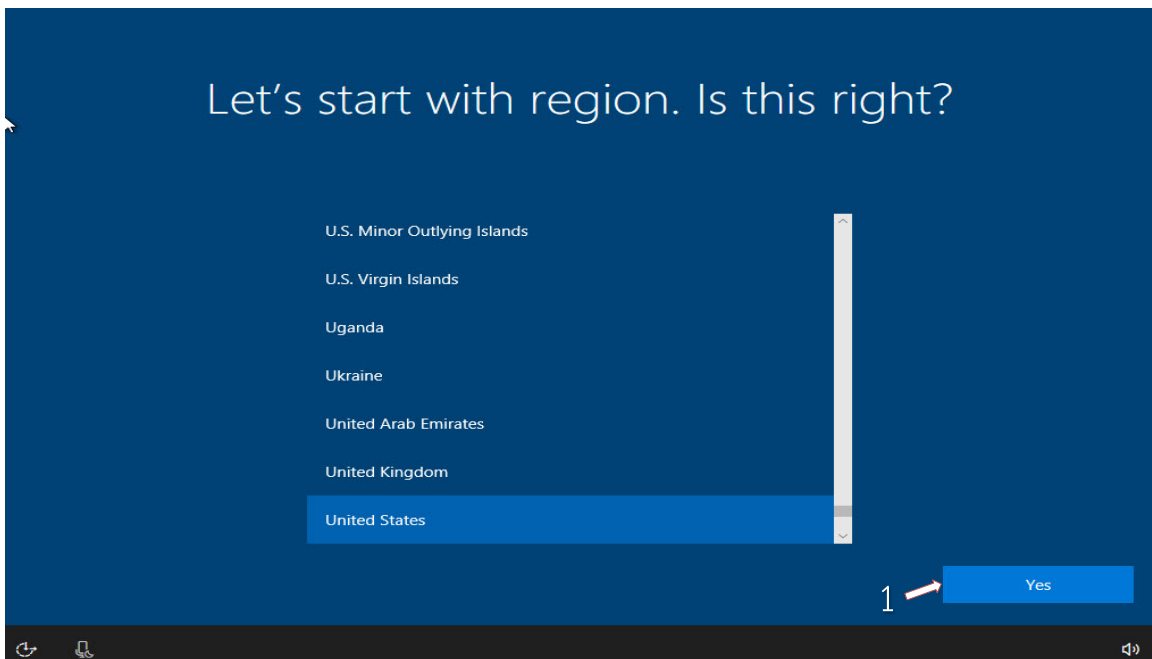 Let's start with region. Is this right?
U.S. Minor Outlying Islands
U.S. Virgin Islands
Uganda
Ukraine
United Arab Emirates
United Kingdom
United States
1
Yes